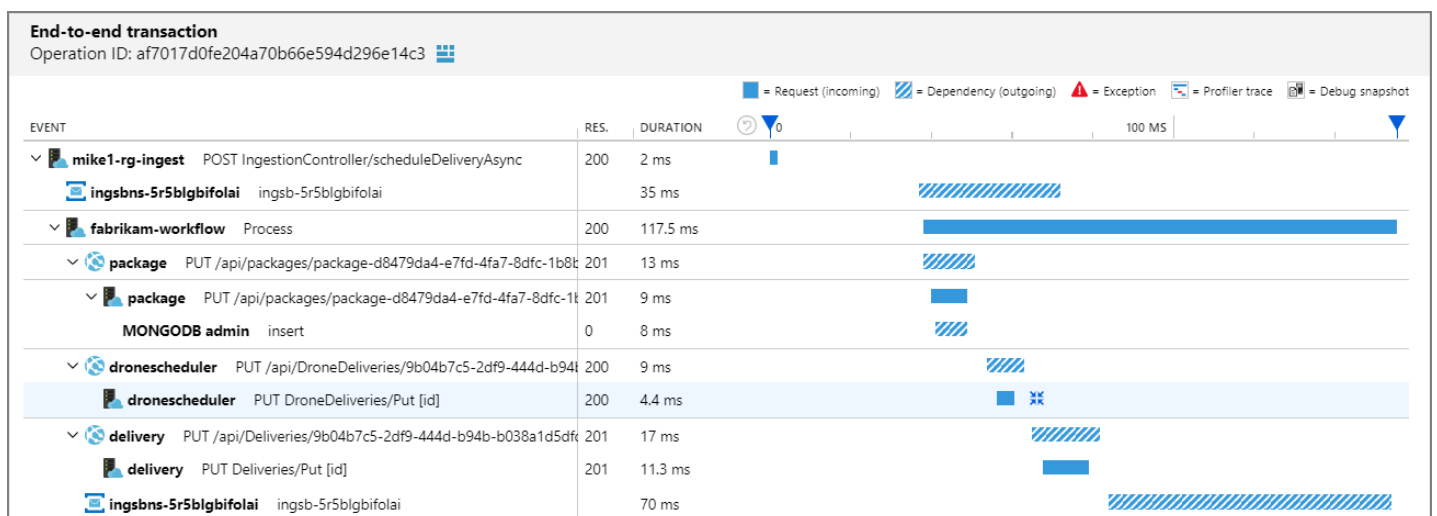 End-to-end transaction
Operation ID: af7017d0fe204a70b66e594d296e14c3
= Request (incoming) = Dependency (outgoing) = Exception = Profiler trace = Debug snapshot
EVENT RES. DURATION 0 100 MS
mike1-rg-ingest POST IngestionController/scheduleDeliveryAsync 200 2 ms
ingsbns-5r5blgbifolai ingsb-5r5blgbifolai 35 ms
fabrikam-workflow Process 200 117.5 ms
package PUT /api/packages/package-d8479da4-e7fd-4fa7-8dfc-1b8b 201 13 ms
package PUT /api/packages/package-d8479da4-e7fd-4fa7-8dfc-1b 201 9 ms
MONGODB admin insert 0 8 ms
dronescheduler PUT /api/DroneDeliveries/9b04b7c5-2df9-444d-b94b 200 9 ms
dronescheduler PUT DroneDeliveries/Put [id] 200 4.4 ms
delivery PUT /api/Deliveries/9b04b7c5-2df9-444d-b94b-b038a1d5dfc 201 17 ms
delivery PUT Deliveries/Put [id] 201 11.3 ms
ingsbns-5r5blgbifolai ingsb-5r5blgbifolai 70 ms